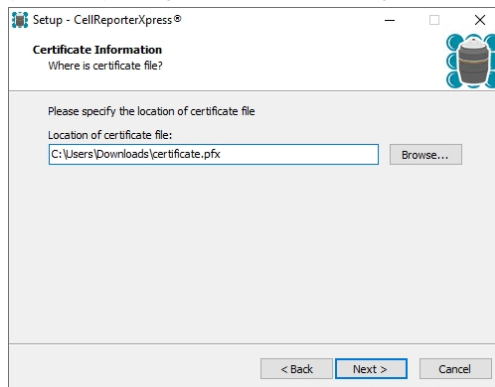 Setup - CellReporterXpress®
Certificate Information
Where is certificate file?
Please specify the location of certificate file
Location of certificate file:
C:\Users\Downloads\certificate.pfx
Browse...
< Back
Next >
Cancel